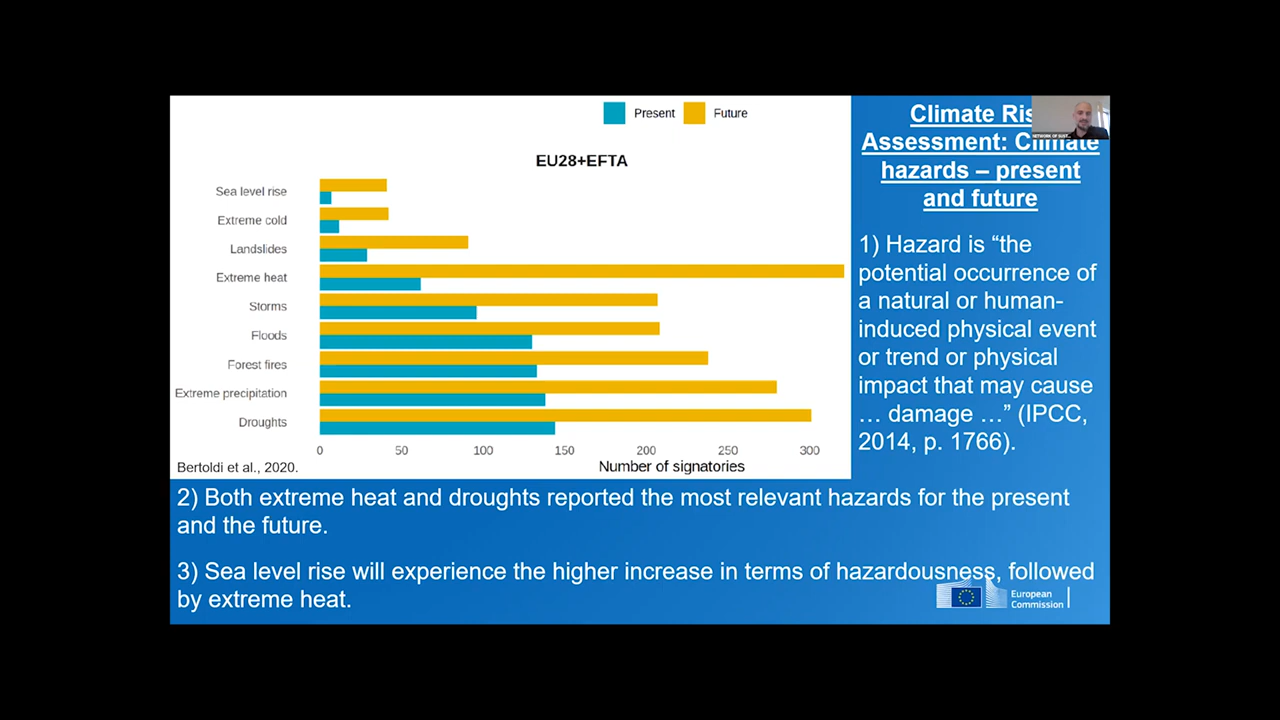 Present
Future
EU28+EFTA
Sea level rise
Extreme cold
Landslides
Extreme heat
Storms
Floods
Forest fires
Extreme precipitation
Droughts
0 50 100 150 200 250 300
Number of signatories
Bertoldi et al., 2020.
Climate
Assessment: Climate
hazards – present
and future
1) Hazard is “the
potential occurrence of
a natural or human-
induced physical event
or trend or physical
impact that may cause
… damage …” (IPCC,
2014, p. 1766).
2) Both extreme heat and droughts reported the most relevant hazards for the present
and the future.
3) Sea level rise will experience the higher increase in terms of hazardousness, followed
by extreme heat.
European
Commission